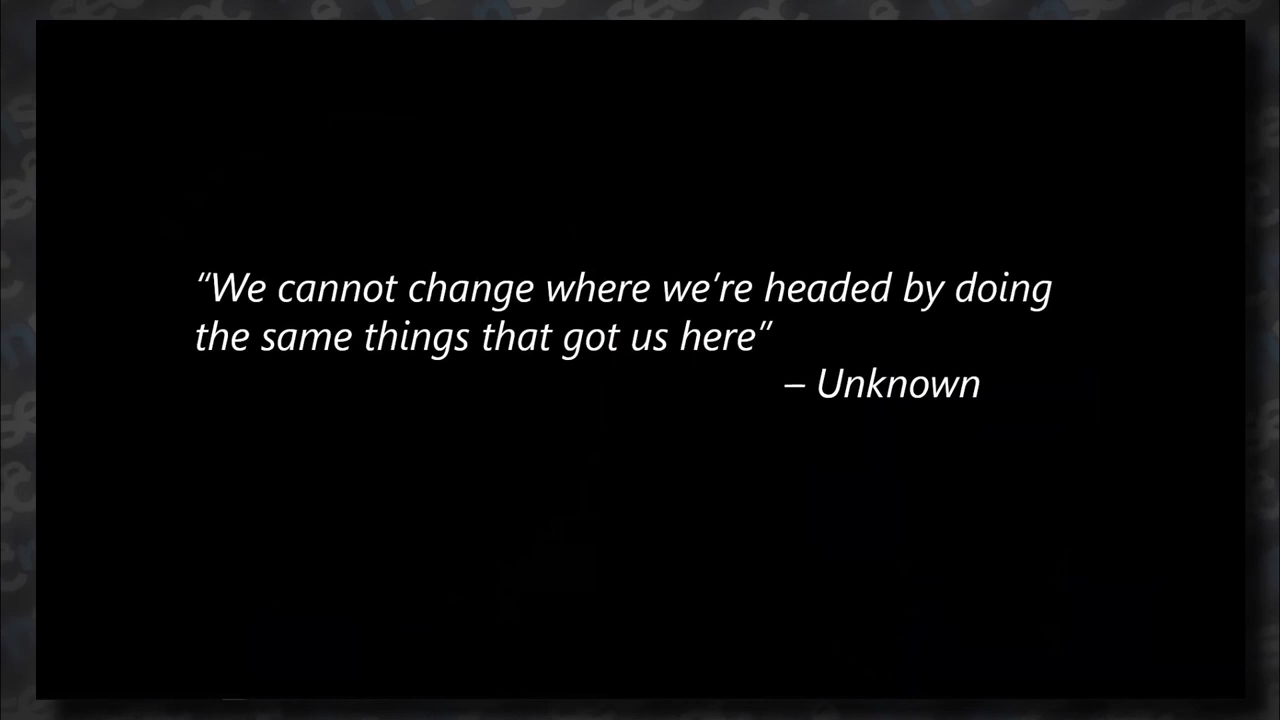 “We cannot change where we’re headed by doing
the same things that got us here”
– Unknown